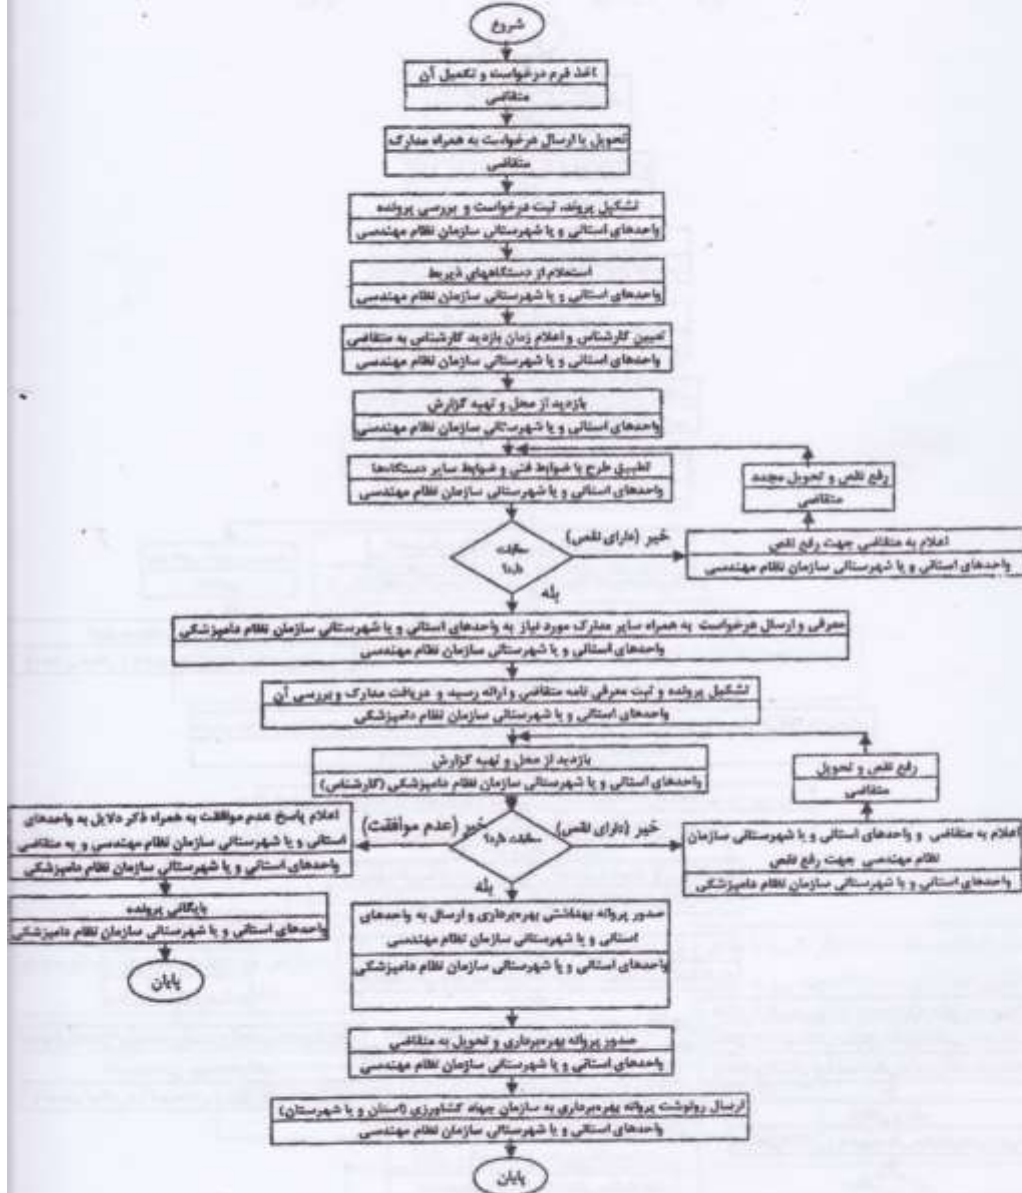 شروع
اخذ فرم درخواست و تکمیل آن
متقاضی
تحویل یا ارسال درخواست به همراه مدارک
متقاضی
تشکیل پروند، ثبت درخواست و بررسی پرونده
واحدهای استانی و یا شهرستانی سازمان نظام مهندسی
استعلام از دستگاههای ذیربط
واحدهای استانی و یا شهرستانی سازمان نظام مهندسی
تعیین کارشناس و اعلام زمان بازدید کارشناس به متقاضی
واحدهای استانی و یا شهرستانی سازمان نظام مهندسی
بازدید از محل و تهیه گزارش
واحدهای استانی و یا شهرستانی سازمان نظام مهندسی
تطبیق طرح با ضوابط فنی و ضوابط سایر دستگاهها
واحدهای استانی و یا شهرستانی سازمان نظام مهندسی
رفع نقص و تحویل مجدد
متقاضی
مطابقت
دارد؟
خیر (دارای نقص)
اعلام به متقاضی جهت رفع نقص
واحدهای استانی و یا شهرستانی سازمان نظام مهندسی
بله
معرفی و ارسال درخواست به همراه سایر مدارک مورد نیاز به واحدهای استانی و یا شهرستانی سازمان نظام دامپزشکی
واحدهای استانی و یا شهرستانی سازمان نظام مهندسی
تشکیل پرونده و ثبت معرفی نامه متقاضی و ارائه رسید و دریافت مدارک وبررسی آن
واحدهای استانی و یا شهرستانی سازمان نظام دامپزشکی
بازدید از محل و تهیه گزارش
واحدهای استانی و یا شهرستانی سازمان نظام دامپزشکی (کارشناس)
رفع نقص و تحویل
متقاضی
مطابقت دارد؟
خیر (دارای نقص)
اعلام به متقاضی و واحدهای استانی و یا شهرستانی سازمان
نظام مهندسی جهت رفع نقص
واحدهای استانی و یا شهرستانی سازمان نظام دامپزشکی
خیر (عدم موافقت)
اعلام پاسخ عدم موافقت به همراه ذکر دلایل به واحدهای
استانی و یا شهرستانی سازمان نظام مهندسی و به متقاضی
واحدهای استانی و یا شهرستانی سازمان نظام دامپزشکی
بایگانی پرونده
واحدهای استانی و یا شهرستانی سازمان نظام دامپزشکی
پایان
بله
صدور پروانه بهداشتی بهره‌برداری و ارسال به واحدهای
استانی و یا شهرستانی سازمان نظام مهندسی
واحدهای استانی و یا شهرستانی سازمان نظام دامپزشکی
صدور پروانه بهره‌برداری و تحویل به متقاضی
واحدهای استانی و یا شهرستانی سازمان نظام مهندسی
ارسال رونوشت پروانه بهره‌برداری به سازمان جهاد کشاورزی (استان و یا شهرستان)
واحدهای استانی و یا شهرستانی سازمان نظام مهندسی
پایان